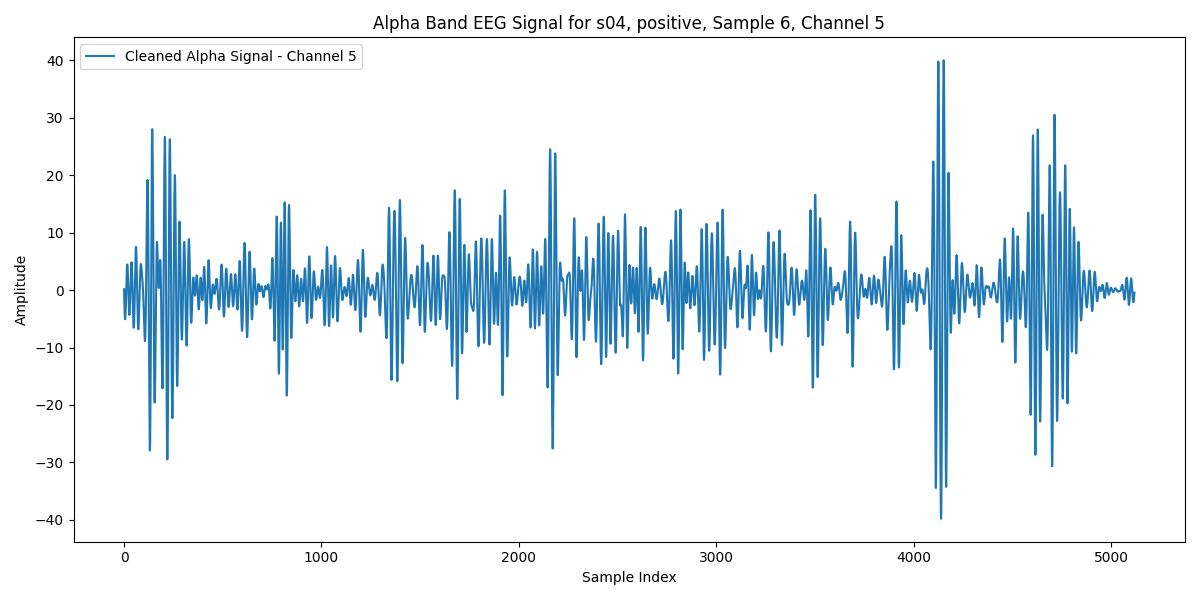 Alpha Band EEG Signal for s04, positive, Sample 6, Channel 5
Cleaned Alpha Signal - Channel 5
Amplitude
40
30
20
10
0
−10
−20
−30
−40
0 1000 2000 3000 4000 5000
Sample Index